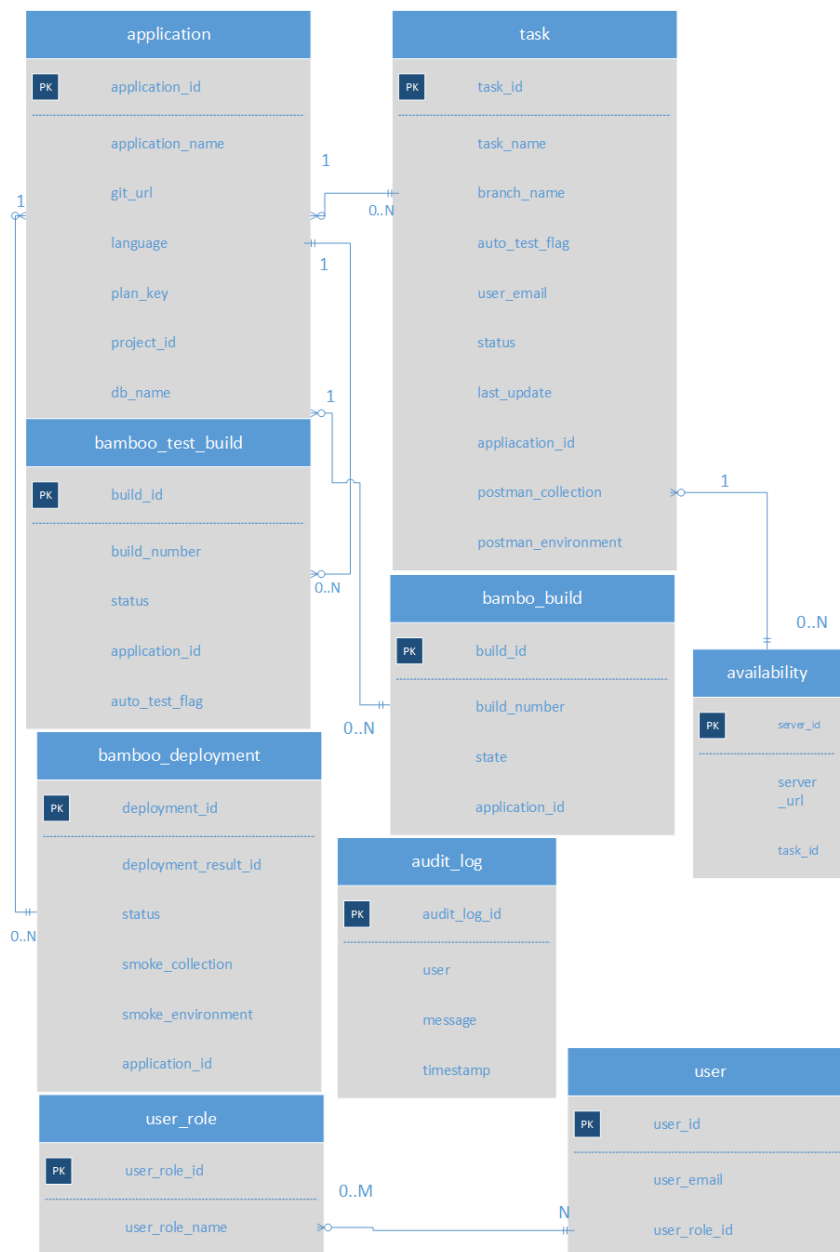 application
PK
application_id
application_name
git_url
language
plan_key
project_id
db_name
task
PK
task_id
task_name
branch_name
auto_test_flag
user_email
status
last_update
appliacation_id
postman_collection
postman_environment
1
0..N
1
1
1
0..N
1
0..N
0..N
0..N
bamboo_test_build
PK
build_id
build_number
status
application_id
auto_test_flag
bambo_build
PK
build_id
build_number
state
application_id
availability
PK
server_id
server
_url
task_id
bamboo_deployment
PK
deployment_id
deployment_result_id
status
smoke_collection
smoke_environment
application_id
audit_log
PK
audit_log_id
user
message
timestamp
user_role
PK
user_role_id
user_role_name
0..M
N
user
PK
user_id
user_email
user_role_id